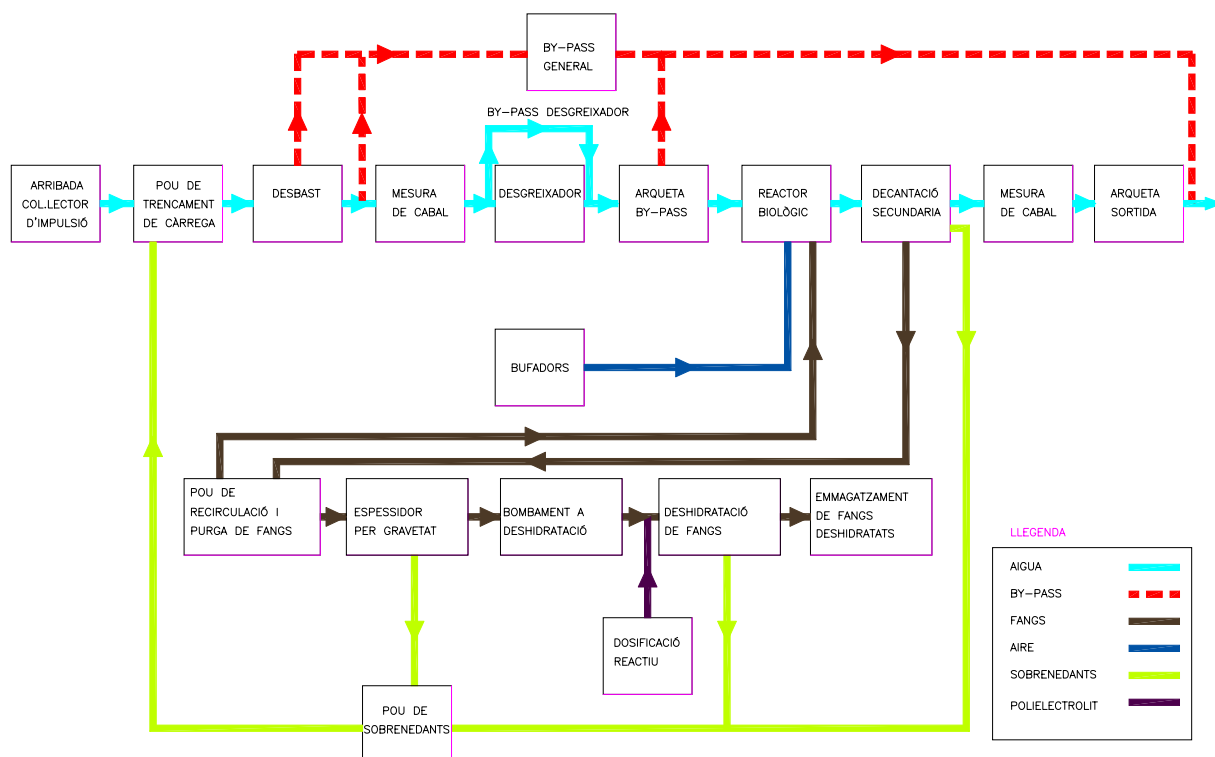 BY-PASS
GENERAL
BY-PASS DESGREIXADOR
ARRIBADA
COL.LECTOR
D'IMPULSIÓ
POU DE
TRENCAMENT
DE CÀRREGA
DESBAST
MESURA
DE CABAL
DESGREIXADOR
ARQUETA
BY-PASS
REACTOR
BIOLÒGIC
DECANTACIÓ
SECUNDARIA
MESURA
DE CABAL
ARQUETA
SORTIDA
BUFADORS
POU DE
RECIRCULACIÓ I
PURGA DE FANGS
ESPESSIDOR
PER GRAVETAT
BOMBAMENT A
DESHIDRATACIÓ
DESHIDRATACIÓ
DE FANGS
EMMAGATZAMENT
DE FANGS
DESHIDRATATS
DOSIFICACIÓ
REACTIU
POU DE
SOBRENEDANTS
LLEGENDA
AIGUA
BY-PASS
FANGS
AIRE
SOBRENEDANTS
POLIELECTROLIT